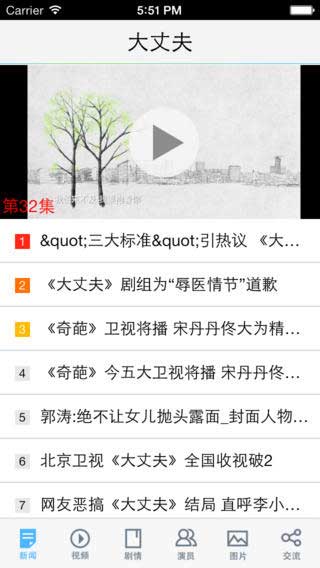 Carrier 5:51 PM
大丈夫
第32集
1 &quot;三大标准&quot;引热议 《大...
2 《大丈夫》剧组为“辱医情节”道歉
3 《奇葩》卫视将播 宋丹丹佟大为精...
4 《奇葩》今五大卫视将播 宋丹丹佟...
5 郭涛:绝不让女儿抛头露面_封面人物...
6 北京卫视《大丈夫》全国收视破2
7 网友恶搞《大丈夫》结局 直呼李小...
新闻 视频 剧情 演员 图片 交流